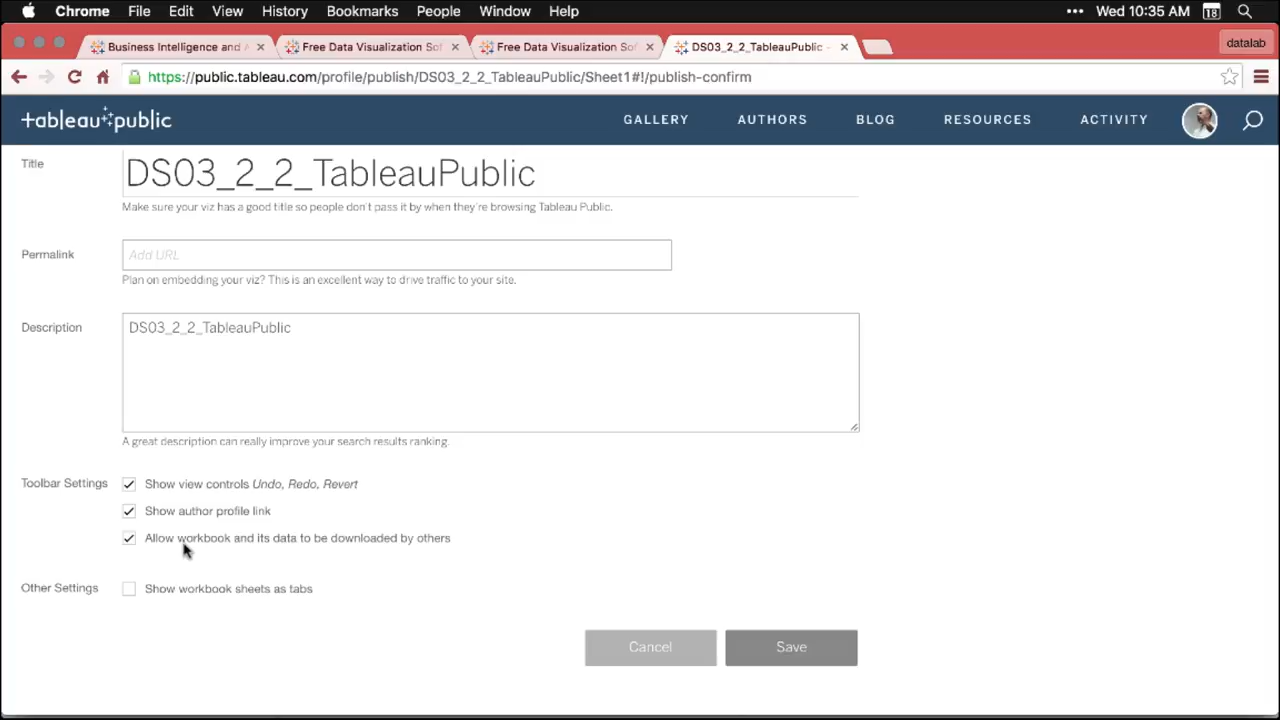 Chrome File Edit View History Bookmarks People Window Help ••• Wed 10:35 AM 18
Business Intelligence and A Free Data Visualization Sof Free Data Visualization Sof DS03_2_2_TableauPublic - datalab
https://public.tableau.com/profile/publish/DS03_2_2_TableauPublic/Sheet1#!/publish-confirm
+ableau public GALLERY AUTHORS BLOG RESOURCES ACTIVITY
Title DS03_2_2_TableauPublic
Make sure your viz has a good title so people don't pass it by when they're browsing Tableau Public.
Permalink Add URL
Plan on embedding your viz? This is an excellent way to drive traffic to your site.
Description DS03_2_2_TableauPublic
A great description can really improve your search results ranking.
Toolbar Settings Show view controls Undo, Redo, Revert
Show author profile link
Allow workbook and its data to be downloaded by others
Other Settings Show workbook sheets as tabs
Cancel Save